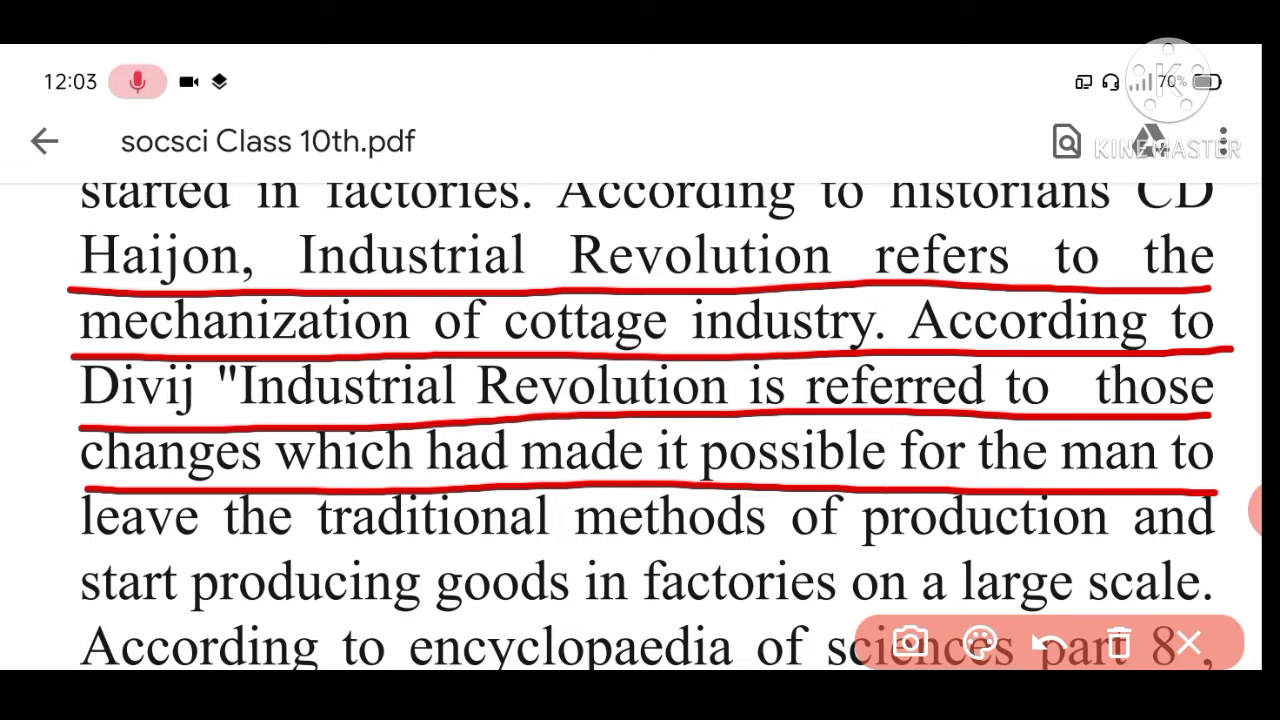 12:03
70%
socsci Class 10th.pdf
KINEMASTER
started in factories. According to historians CD
Haijon, Industrial Revolution refers to the
mechanization of cottage industry. According to
Divij "Industrial Revolution is referred to those
changes which had made it possible for the man to
leave the traditional methods of production and
start producing goods in factories on a large scale.
According to encyclopaedia of sciences part 8 ,